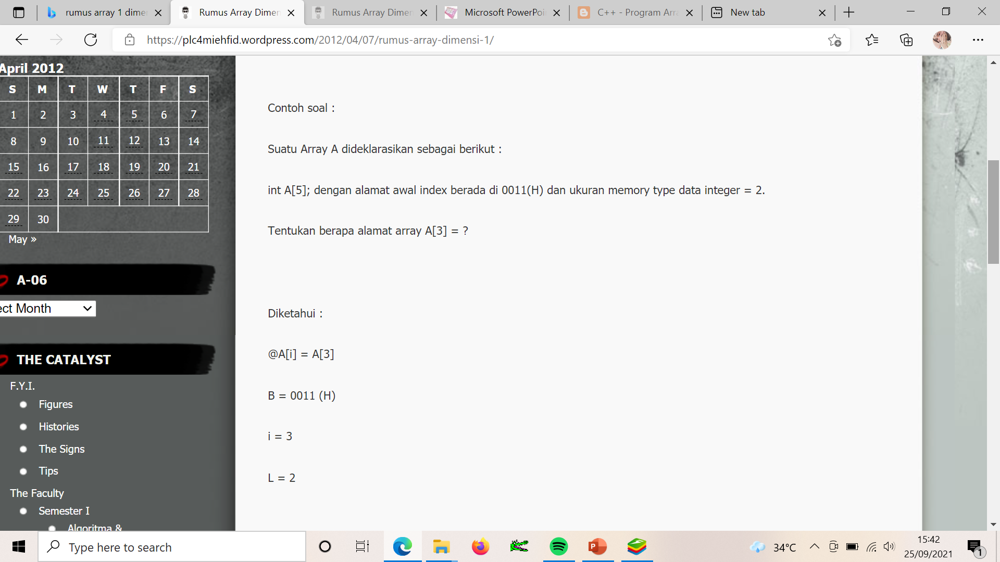 rumus array 1 dimen
Rumus Array Dimen
Rumus Array Dimen
Microsoft PowerPoi
C++ - Program Arra
New tab
https://plc4miehfid.wordpress.com/2012/04/07/rumus-array-dimensi-1/
April 2012
S M T W T F S
1 2 3 4 5 6 7
8 9 10 11 12 13 14
15 16 17 18 19 20 21
22 23 24 25 26 27 28
29 30
May »
A-06
ect Month
THE CATALYST
F.Y.I.
Figures
Histories
The Signs
Tips
The Faculty
Semester I
Algoritma &
Contoh soal :
Suatu Array A dideklarasikan sebagai berikut :
int A[5]; dengan alamat awal index berada di 0011(H) dan ukuran memory type data integer = 2.
Tentukan berapa alamat array A[3] = ?
Diketahui :
@A[i] = A[3]
B = 0011 (H)
i = 3
L = 2
Type here to search
34°C
15:42
25/09/2021
1